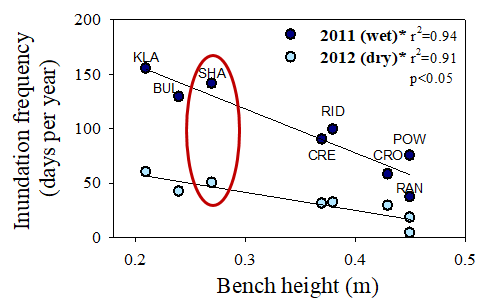 2011 (wet)* r²=0.94
2012 (dry)* r²=0.91
p<0.05
Inundation frequency
(days per year)
200
150
100
50
0
KLA
BUL
SHA
RID
CRE
POW
CRO
RAN
0.2 0.3 0.4 0.5
Bench height (m)